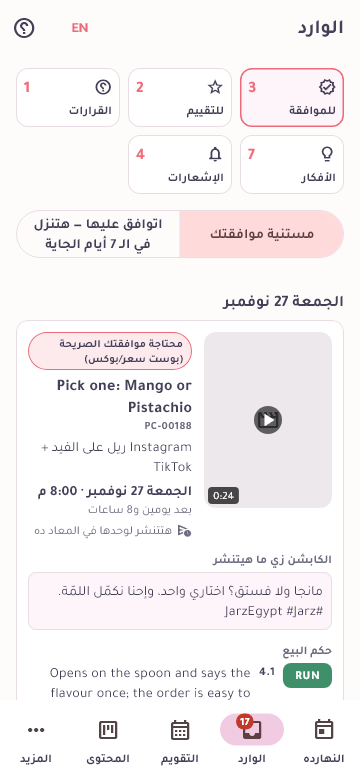 الوارد
EN
3
للموافقة
2
للتقييم
1
القرارات
7
الأفكار
4
الإشعارات
مستنية موافقتك
اتوافق عليها — هتنزل
في الـ 7 أيام الجاية
الجمعة 27 نوفمبر
0:24
محتاجة موافقتك الصريحة
(بوست سعر/بوكس)
Pick one: Mango or
Pistachio
PC-00188
Instagram ريل على الفيد +
TikTok
الجمعة 27 نوفمبر · 8:00 م
بعد يومين و9 ساعات
هتتنشر لوحدها في المعاد ده
الكابشن زي ما هيتنشر
مانجا ولا فستق؟ اختاري واحد، وإحنا نكمّل اللمّة.
#JarzEgypt #Jarz
حكم البيع
RUN
4.1
Opens on the spoon and says the
flavour once; the order is easy to
النهارده
17
الوارد
التقويم
المحتوى
المزيد